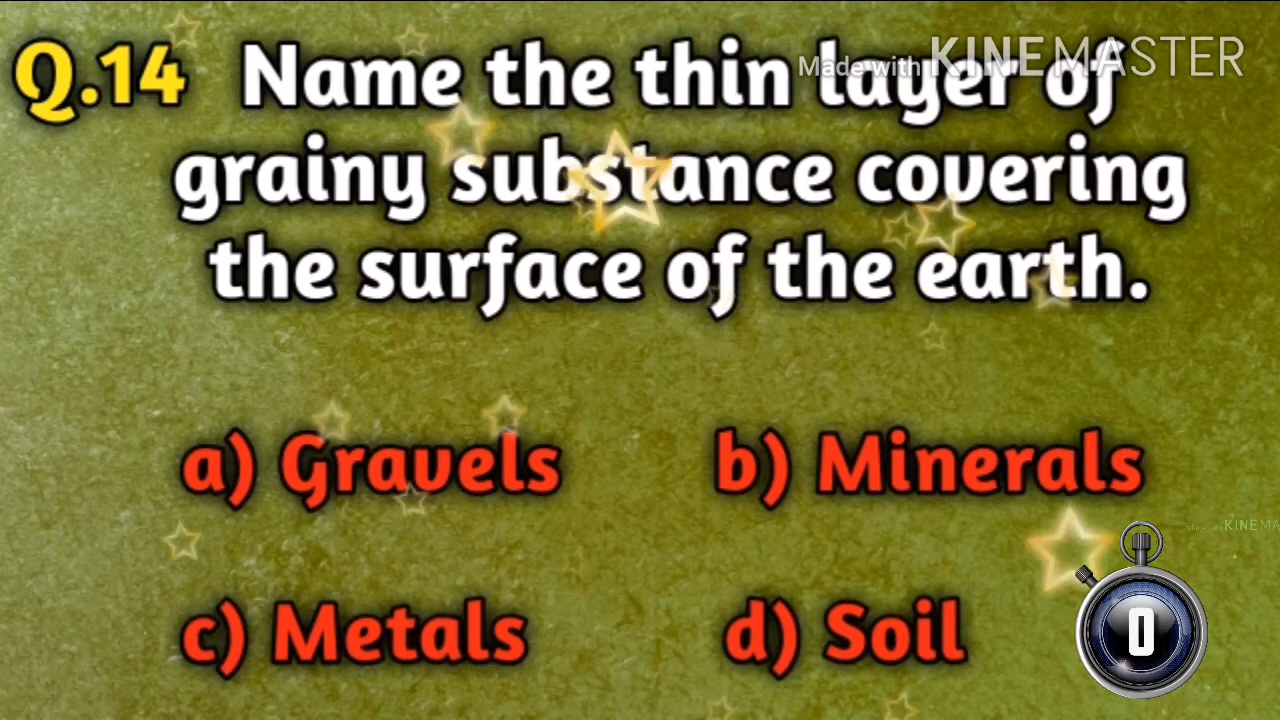 Made with KINEMASTER
Q.14 Name the thin layer of
grainy substance covering
the surface of the earth.
a) Gravels
b) Minerals
KINEMA
c) Metals
d) Soil
0